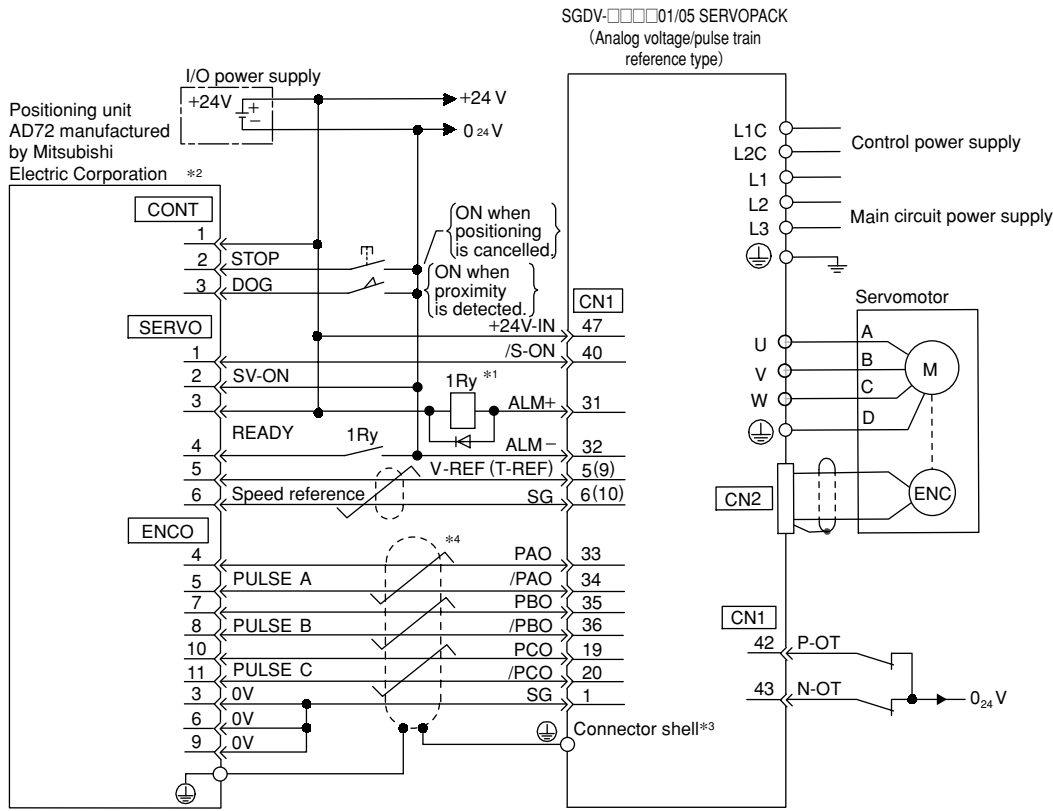 SGDV-□□□□01/05 SERVOPACK
(Analog voltage/pulse train
reference type)
I/O power supply
+24V
+
−
+24 V
0 24 V
Positioning unit
AD72 manufactured
by Mitsubishi
Electric Corporation *2
CONT
1
2 STOP
3 DOG
ON when
positioning
is cancelled.
ON when
proximity
is detected.
SERVO
1
2 SV-ON
3
READY
4
5
6 Speed reference
1Ry *1
1Ry
CN1
+24V-IN 47
/S-ON 40
ALM+ 31
ALM− 32
V-REF (T-REF) 5(9)
SG 6(10)
ENCO
4
5 PULSE A
7
8 PULSE B
10
11 PULSE C
3 0V
6 0V
9 0V
*4
PAO 33
/PAO 34
PBO 35
/PBO 36
PCO 19
/PCO 20
SG 1
Connector shell*3
L1C
L2C
Control power supply
L1
L2
L3
Main circuit power supply
Servomotor
U A
V B
W C
D
M
CN2
ENC
CN1
42 P-OT
43 N-OT
0 24 V